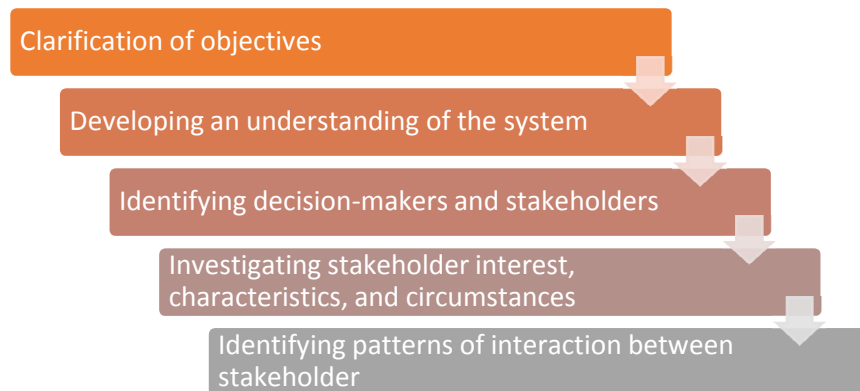 Clarification of objectives
Developing an understanding of the system
Identifying decision-makers and stakeholders
Investigating stakeholder interest,
characteristics, and circumstances
Identifying patterns of interaction between
stakeholder